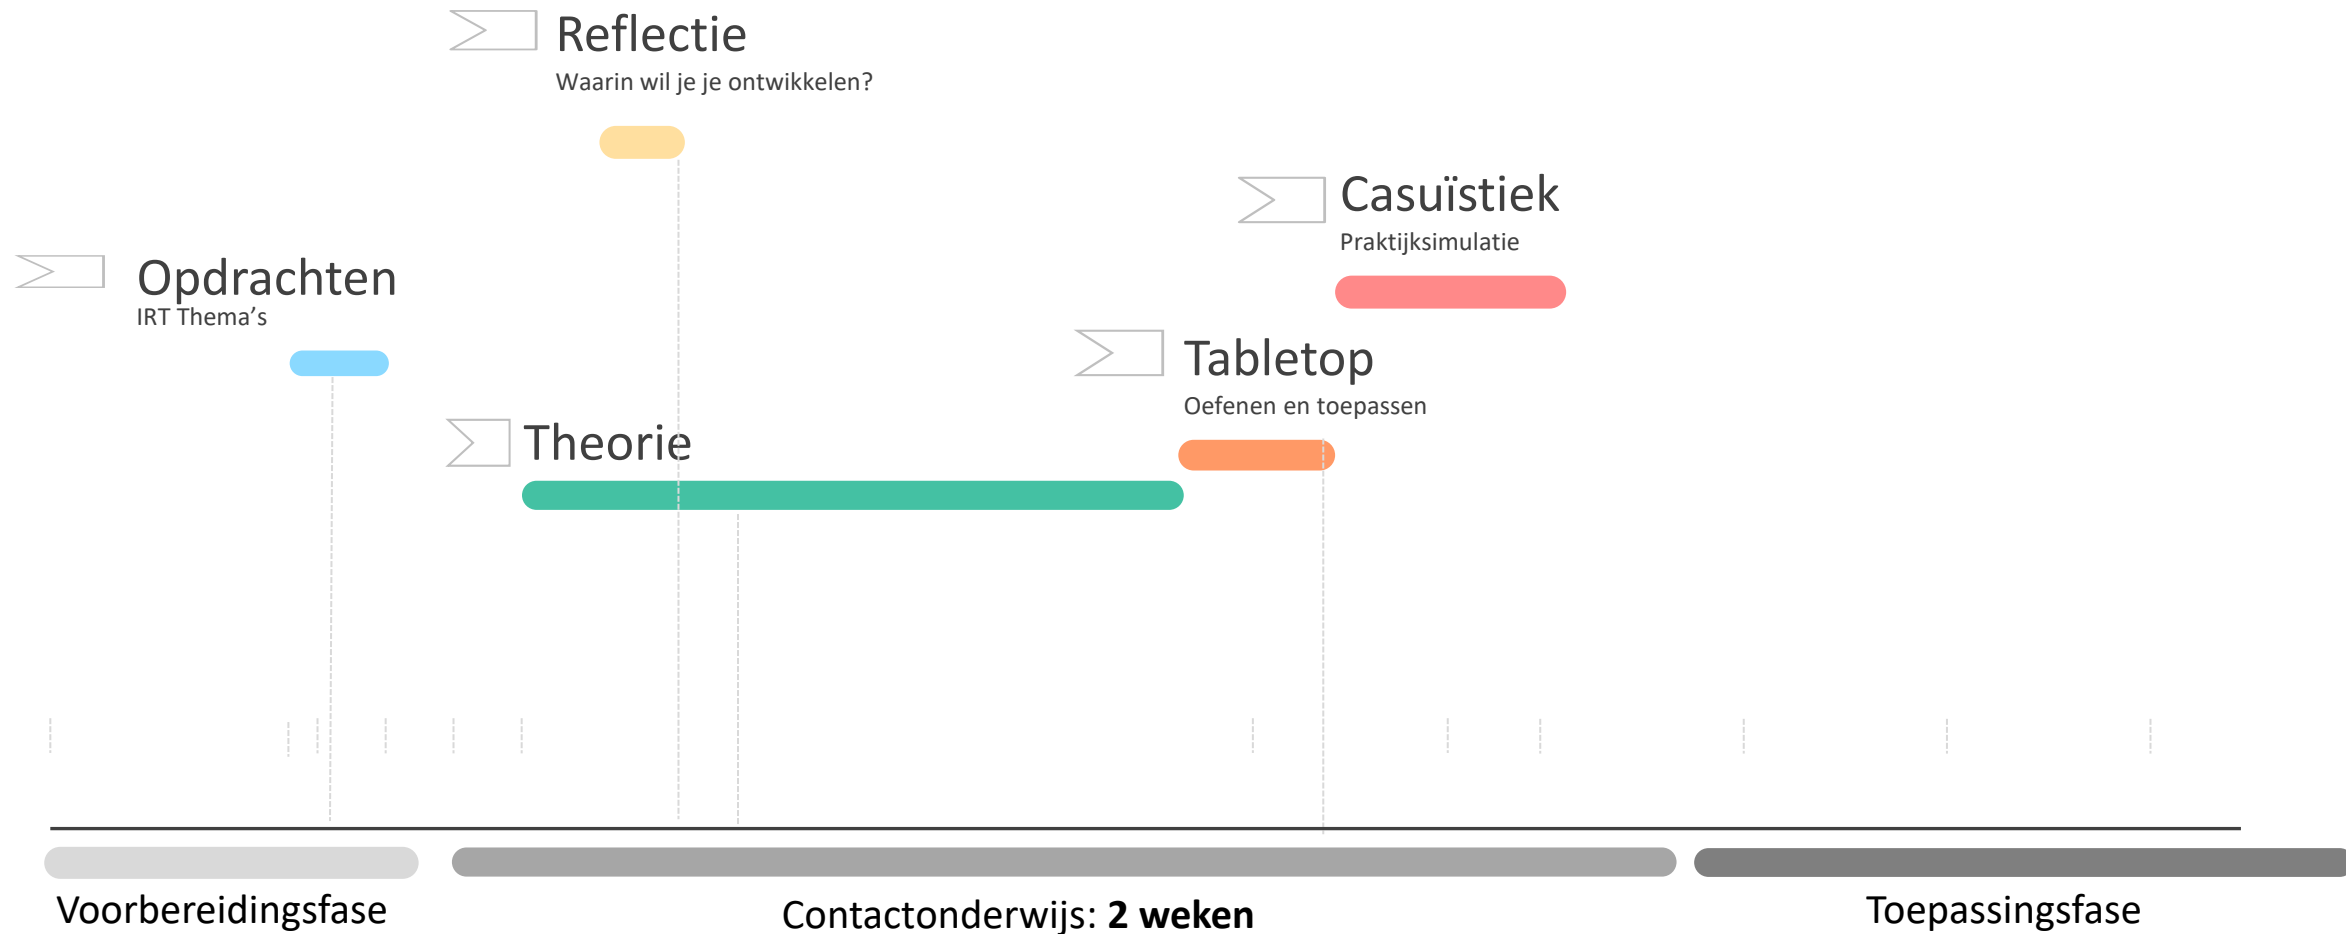 Reflectie
Waarin wil je je ontwikkelen?
Casuïstiek
Praktijksimulatie
Opdrachten
IRT Thema’s
Tabletop
Oefenen en toepassen
Theorie
Voorbereidingsfase
Contactonderwijs: 2 weken
Toepassingsfase